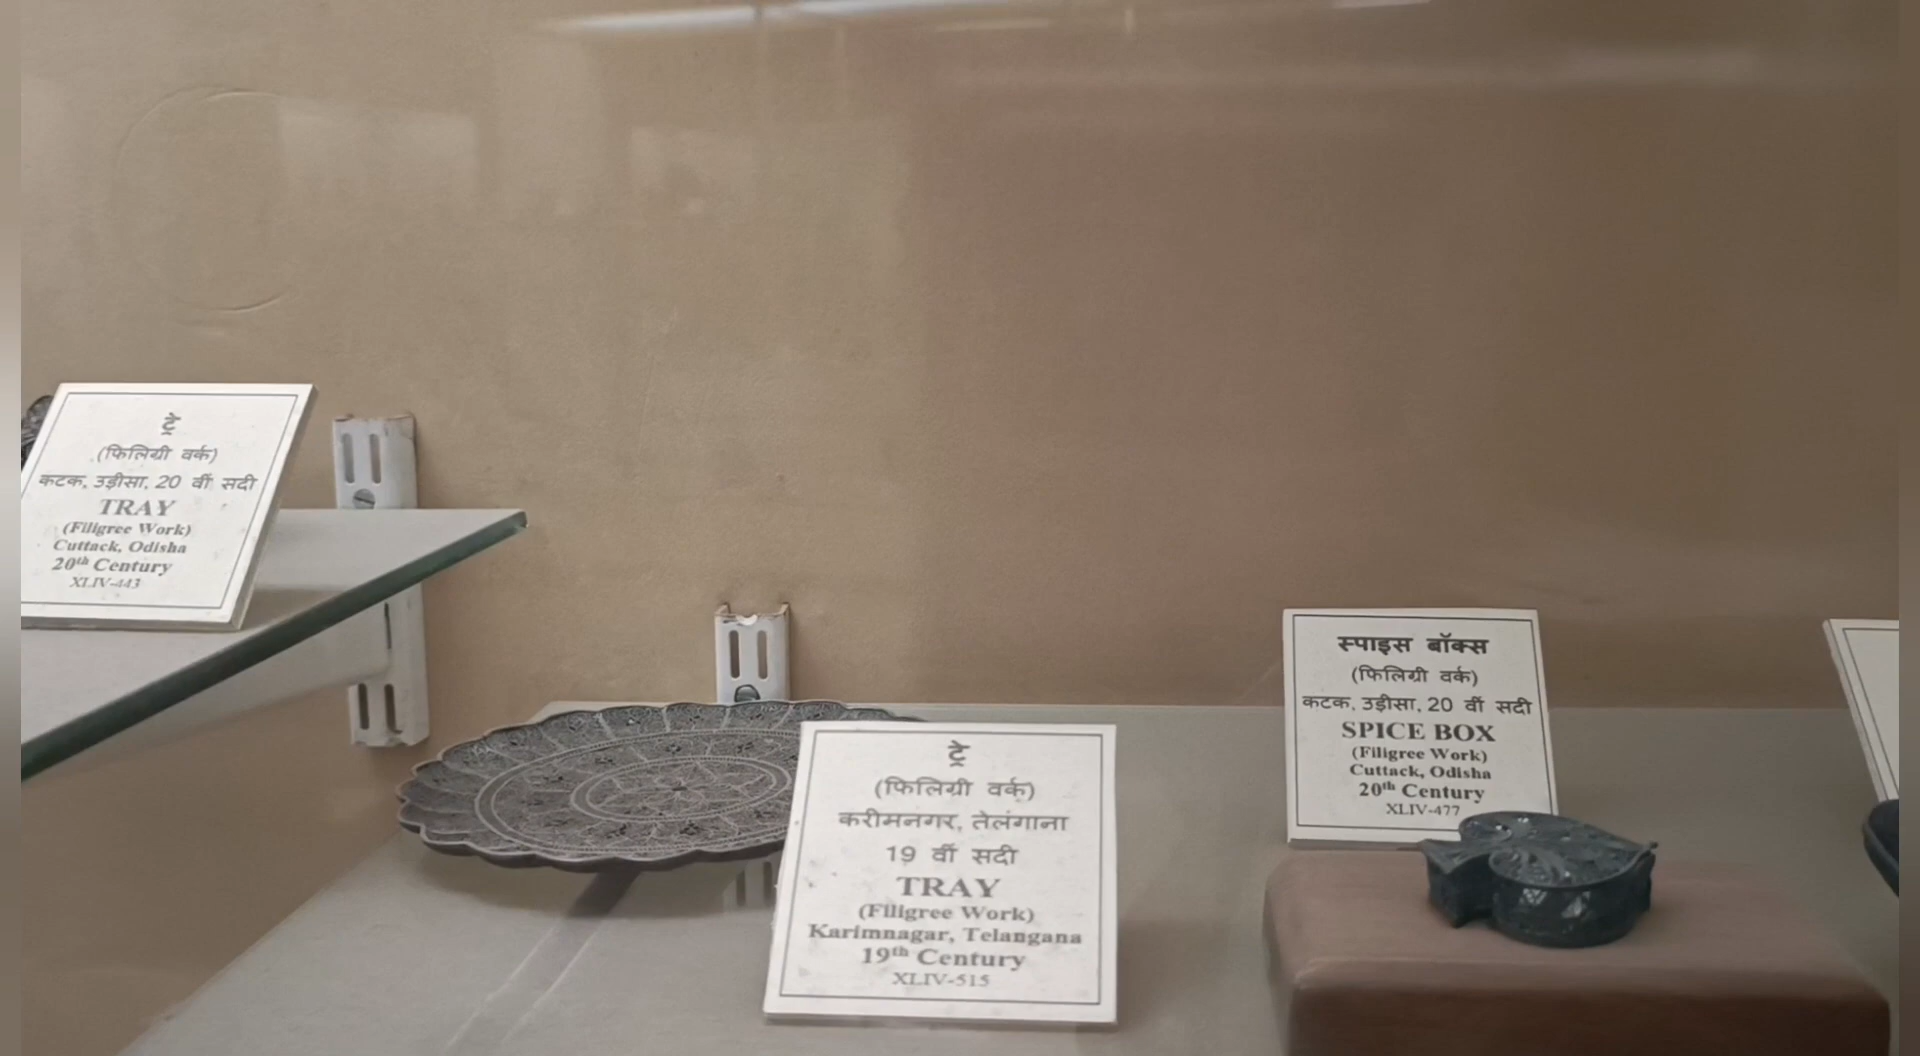 ट्रे
(फिलिग्री वर्क)
कटक, उड़ीसा, 20 वीं सदी
TRAY
(Filigree Work)
Cuttack, Odisha
20th Century
XLIV-443
ट्रे
(फिलिग्री वर्क)
करीमनगर, तेलंगाना
19 वीं सदी
TRAY
(Filigree Work)
Karimnagar, Telangana
19th Century
XLIV-515
स्पाइस बॉक्स
(फिलिग्री वर्क)
कटक, उड़ीसा, 20 वीं सदी
SPICE BOX
(Filigree Work)
Cuttack, Odisha
20th Century
XLIV-477